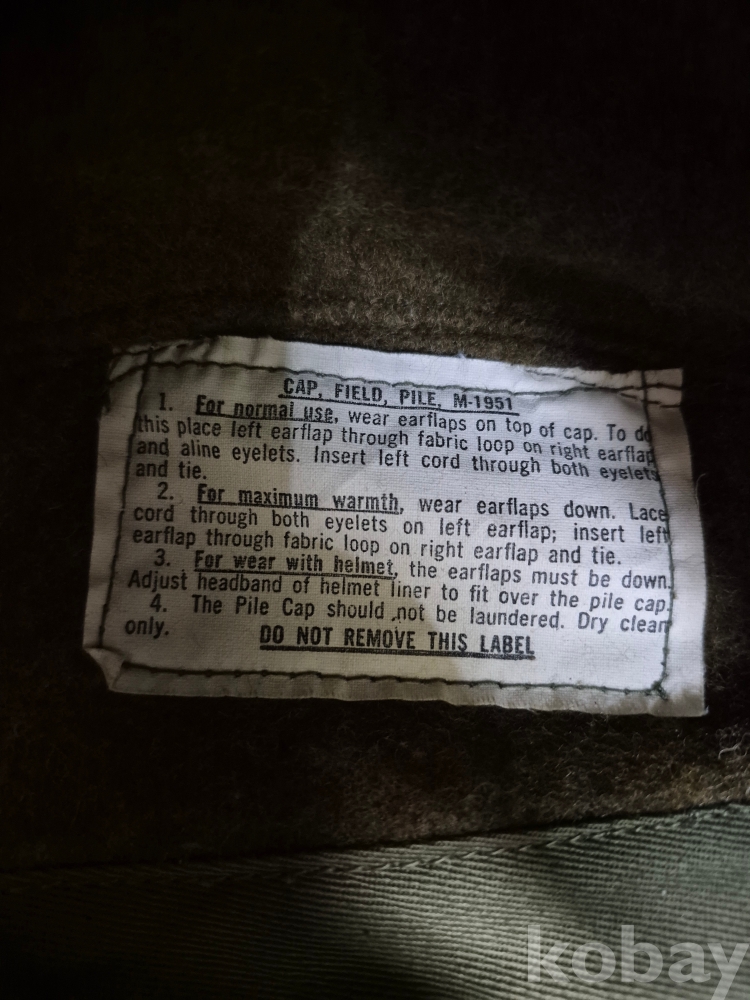 CAP, FIELD, PILE, M-1951
1. For normal use, wear earflaps on top of cap. To do
this place left earflap through fabric loop on right earflap
and aline eyelets. Insert left cord through both eyelets
and tie.
2. For maximum warmth, wear earflaps down. Lace
cord through both eyelets on left earflap; insert left
earflap through fabric loop on right earflap and tie.
3. For wear with helmet, the earflaps must be down.
Adjust headband of helmet liner to fit over the pile cap.
4. The Pile Cap should not be laundered. Dry clean
only.
DO NOT REMOVE THIS LABEL
kobay